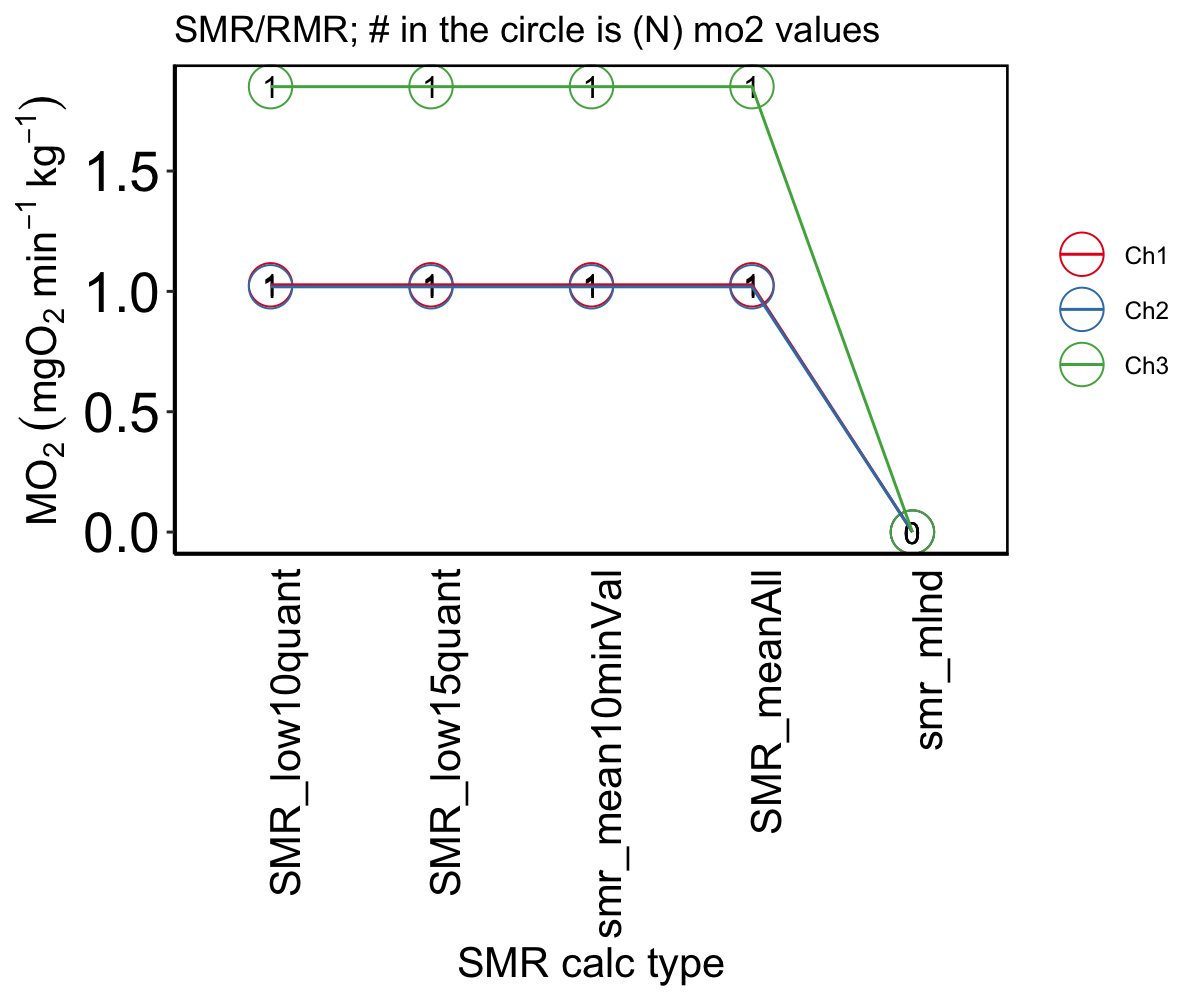 SMR/RMR; # in the circle is (N) mo2 values
MO₂ (mgO₂ min⁻¹ kg⁻¹)
1.5
1.0
0.5
0.0
1 1 1 1
1 1 1 1
0
Ch1
Ch2
Ch3
SMR_low10quant
SMR_low15quant
smr_mean10minVal
SMR_meanAll
smr_mlnd
SMR calc type